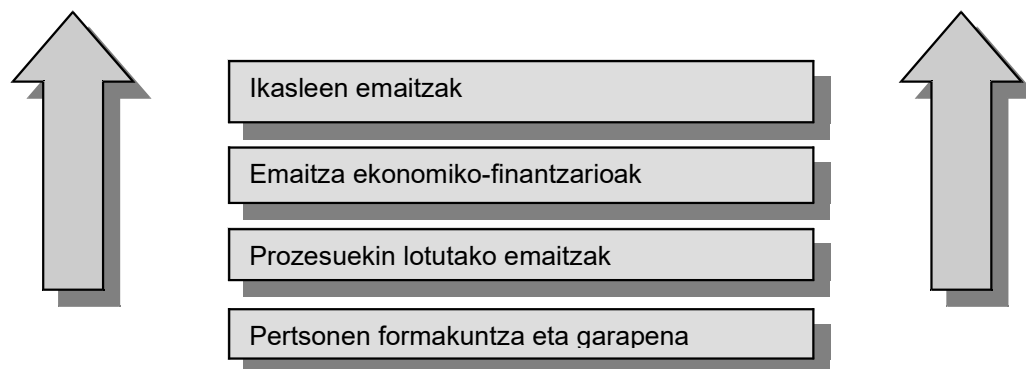 Ikasleen emaitzak
Emaitza ekonomiko-finantzarioak
Prozesuekin lotutako emaitzak
Pertsonen formakuntza eta garapena